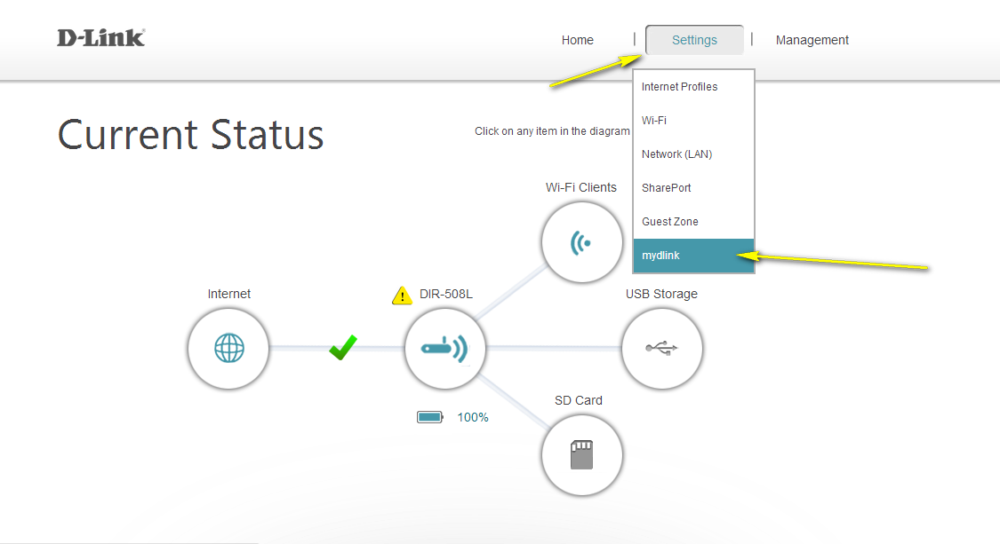 D-Link
Home | Settings | Management
Internet Profiles
Wi-Fi
Network (LAN)
SharePort
Guest Zone
mydlink
Current Status
Click on any item in the diagram
Wi-Fi Clients
Internet
DIR-508L
USB Storage
100%
SD Card